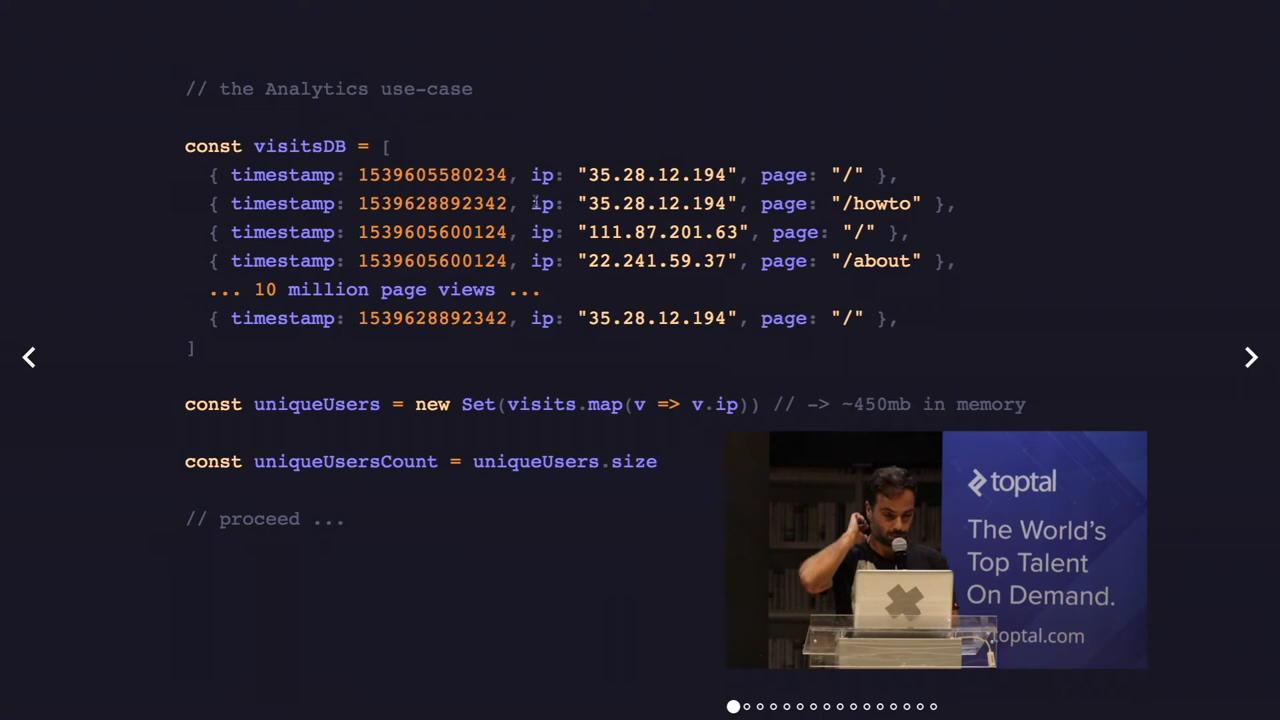 // the Analytics use-case
const visitsDB = [
{ timestamp: 1539605580234, ip: "35.28.12.194", page: "/" },
{ timestamp: 1539628892342, ip: "35.28.12.194", page: "/howto" },
{ timestamp: 1539605600124, ip: "111.87.201.63", page: "/" },
{ timestamp: 1539605600124, ip: "22.241.59.37", page: "/about" },
... 10 million page views ...
{ timestamp: 1539628892342, ip: "35.28.12.194", page: "/" },
]
const uniqueUsers = new Set(visits.map(v => v.ip)) // -> ~450mb in memory
const uniqueUsersCount = uniqueUsers.size
// proceed ...
toptal
The World's
Top Talent
On Demand.
toptal.com